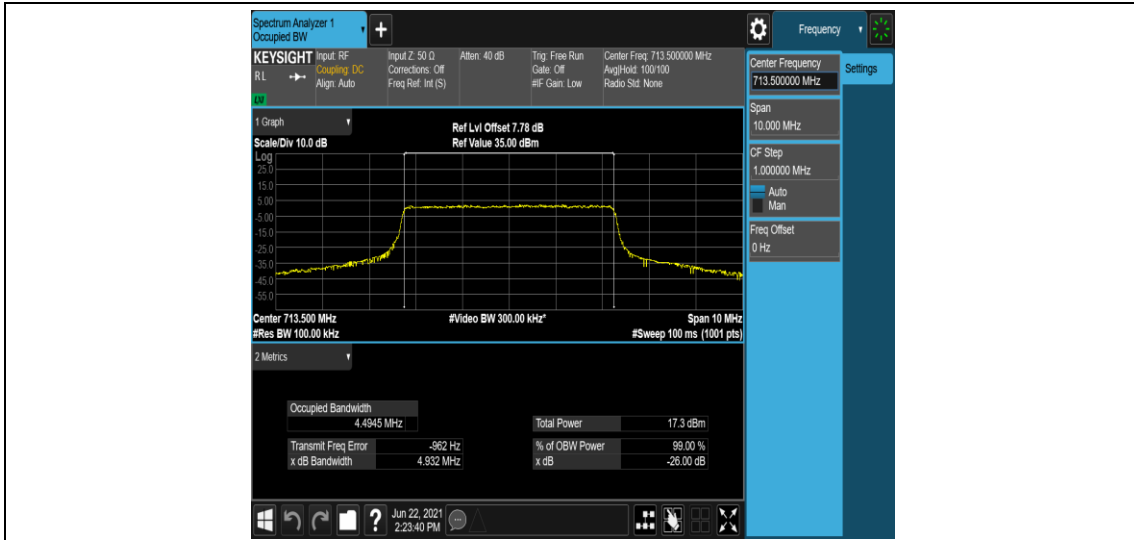 Spectrum Analyzer 1
Occupied BW
+
Frequency
KEYSIGHT
RL
Input: RF
Coupling: DC
Align: Auto
Input Z: 50 Ω
Corrections: Off
Freq Ref: Int (S)
Atten: 40 dB
Trig: Free Run
Gate: Off
#IF Gain: Low
Center Freq: 713.500000 MHz
Avg|Hold: 100/100
Radio Std: None
Center Frequency
713.500000 MHz
Settings
Span
10.000 MHz
CF Step
1.000000 MHz
Auto
Man
Freq Offset
0 Hz
1 Graph
Scale/Div 10.0 dB
Ref Lvl Offset 7.78 dB
Ref Value 35.00 dBm
Log
25.0
15.0
5.00
-5.00
-15.0
-25.0
-35.0
-45.0
-55.0
Center 713.500 MHz
#Video BW 300.00 kHz*
Span 10 MHz
#Res BW 100.00 kHz
#Sweep 100 ms (1001 pts)
2 Metrics
Occupied Bandwidth
4.4945 MHz
Total Power 17.3 dBm
Transmit Freq Error -962 Hz
% of OBW Power 99.00 %
x dB Bandwidth 4.932 MHz
x dB -26.00 dB
?
Jun 22, 2021
2:23:40 PM